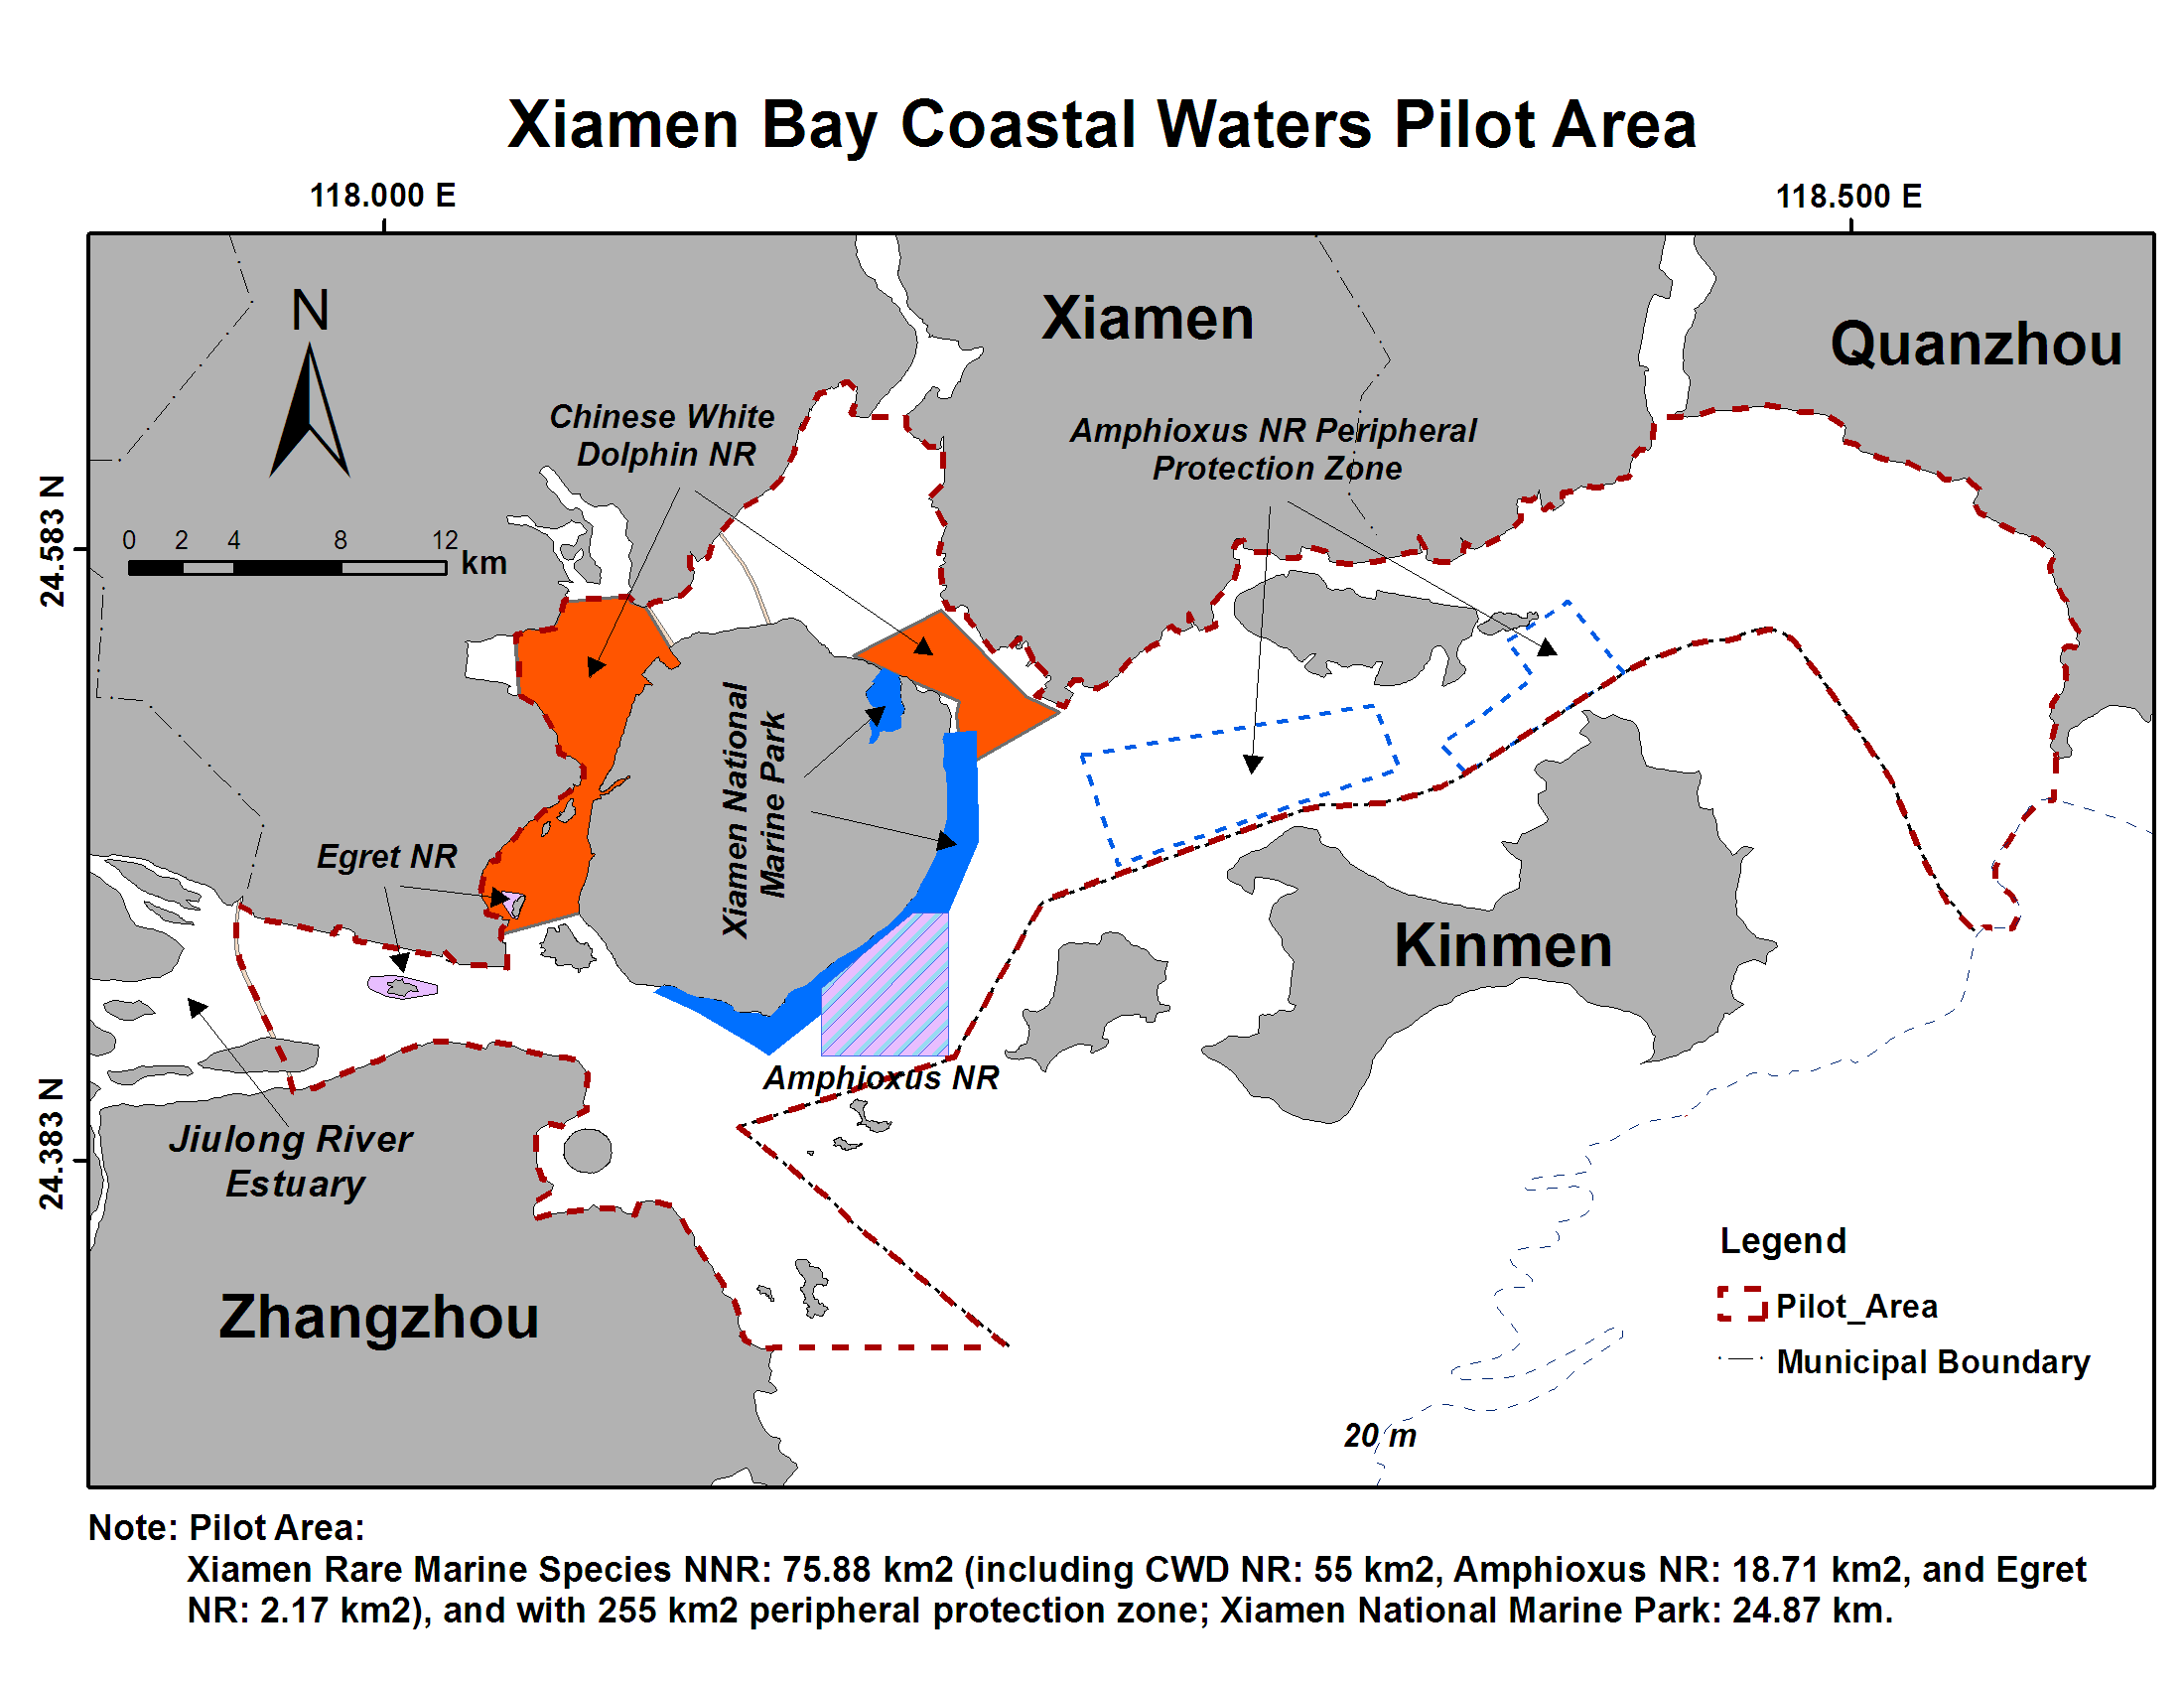 Xiamen Bay Coastal Waters Pilot Area
118.000 E
118.500 E
N
Xiamen
Quanzhou
Chinese White
Dolphin NR
Amphioxus NR Peripheral
Protection Zone
24.583 N
0 2 4 8 12
km
Xiamen National
Marine Park
Egret NR
Kinmen
Amphioxus NR
24.383 N
Jiulong River
Estuary
Zhangzhou
Legend
Pilot_Area
Municipal Boundary
20 m
Note: Pilot Area:
Xiamen Rare Marine Species NNR: 75.88 km2 (including CWD NR: 55 km2, Amphioxus NR: 18.71 km2, and Egret
NR: 2.17 km2), and with 255 km2 peripheral protection zone; Xiamen National Marine Park: 24.87 km.